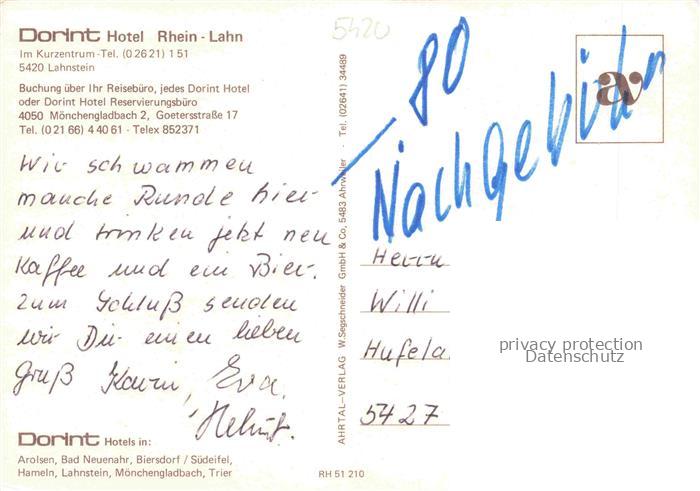 Dorint Hotel Rhein-Lahn
Im Kurzentrum-Tel. (0 26 21) 1 51
5420 Lahnstein
Buchung über Ihr Reisebüro, jedes Dorint Hotel
oder Dorint Hotel Reservierungsbüro
4050 Mönchengladbach 2, Goetersstraße 17
Tel. (0 21 66) 4 40 61 · Telex 852371
Wir schwammen
manche Runde hier
und trinken jetzt nen
Kaffee und ein Bier.
Zum Schluß senden
wir Dir einen lieben
Gruß Karin, Eva,
Helmut.
Dorint Hotels in:
Arolsen, Bad Neuenahr, Biersdorf / Südeifel,
Hameln, Lahnstein, Mönchengladbach, Trier
AHRTAL-VERLAG W.Segschneider GmbH & Co, 5483 Ahrweiler · Tel. (02641) 34489
RH 51 210
5420
80
Nachgebühr
av
Herrn
Willi
Hufela
5427
privacy protection
Datenschutz